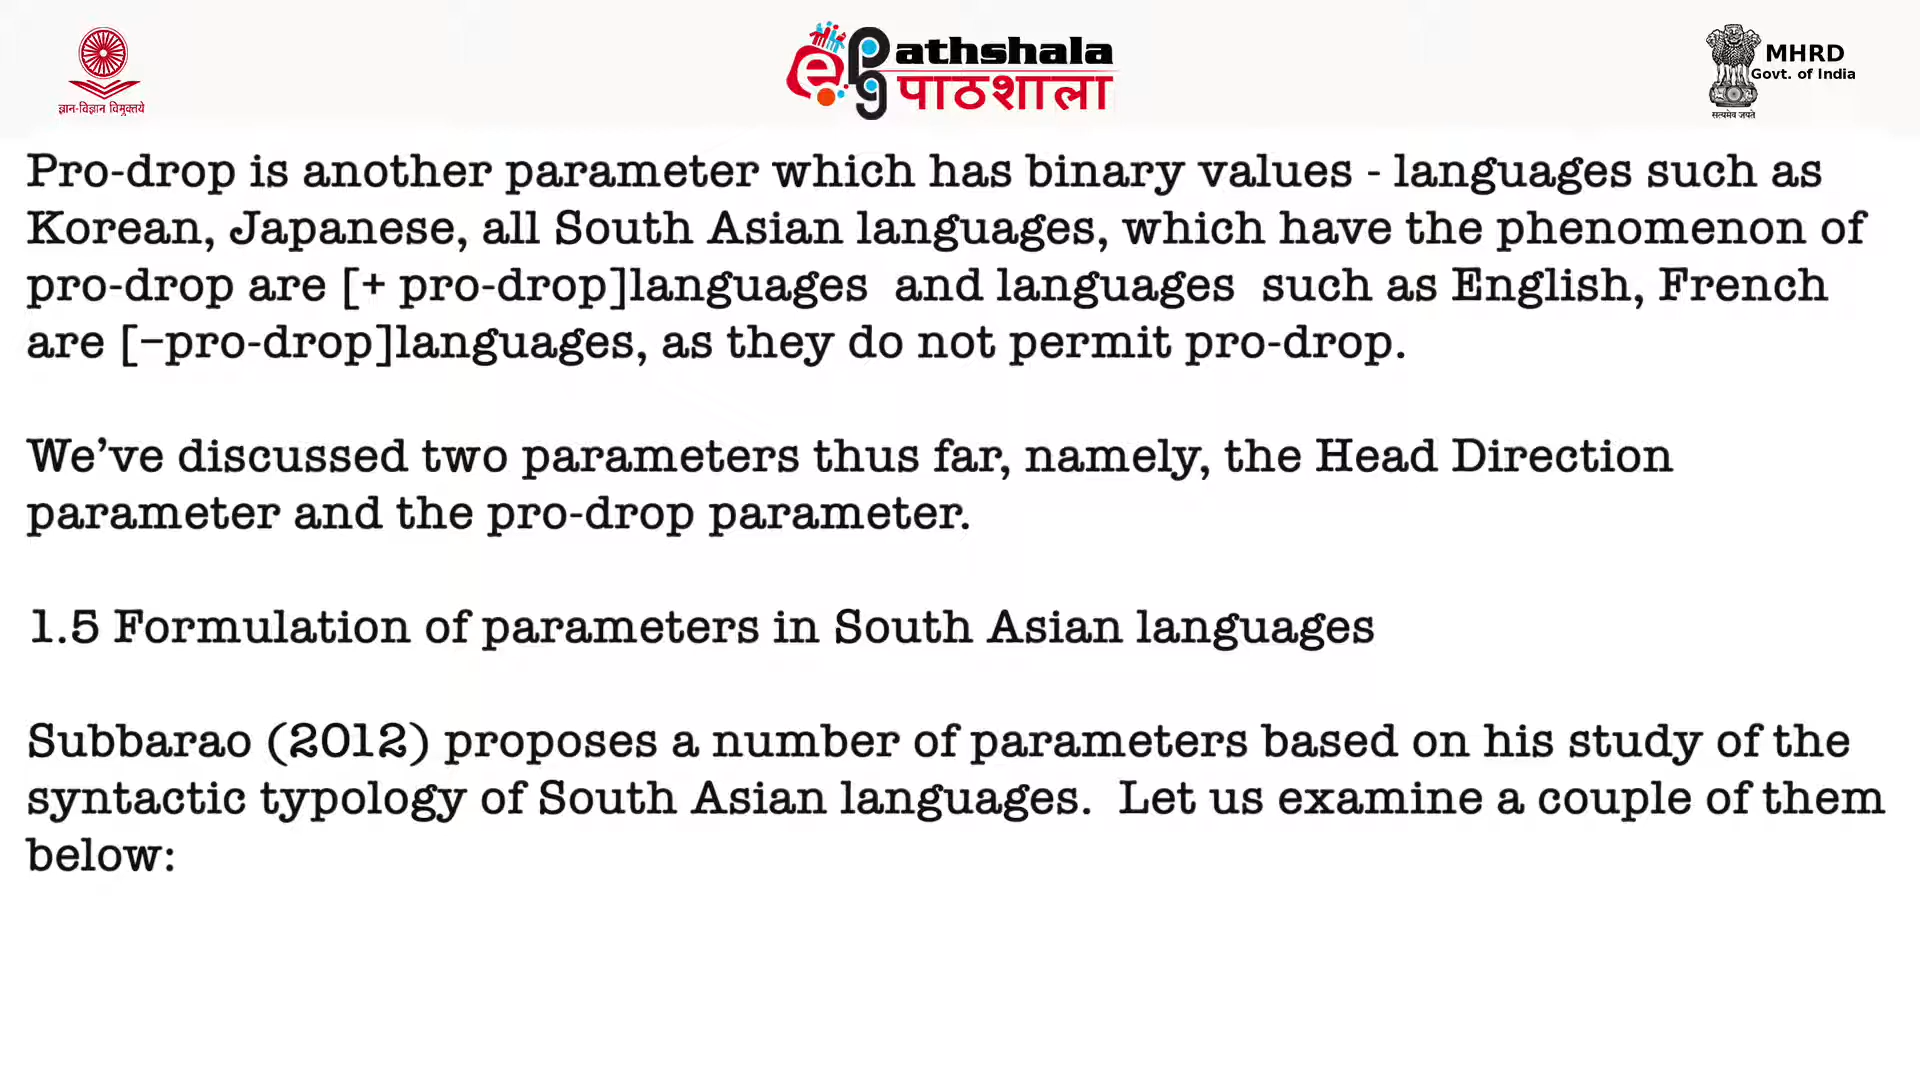 ज्ञान-विज्ञान विमुक्तये
ePG athshala
पाठशाला
MHRD
Govt. of India
सत्यमेव जयते
Pro-drop is another parameter which has binary values - languages such as
Korean, Japanese, all South Asian languages, which have the phenomenon of
pro-drop are [+ pro-drop]languages and languages such as English, French
are [–pro-drop]languages, as they do not permit pro-drop.
We’ve discussed two parameters thus far, namely, the Head Direction
parameter and the pro-drop parameter.
1.5 Formulation of parameters in South Asian languages
Subbarao (2012) proposes a number of parameters based on his study of the
syntactic typology of South Asian languages. Let us examine a couple of them
below: